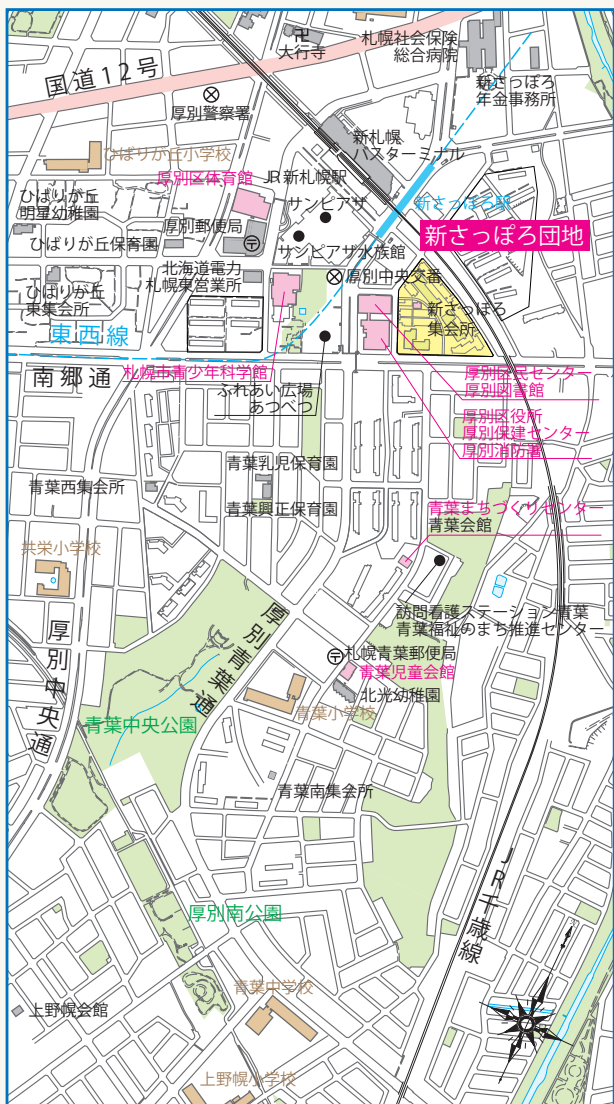 大行寺
札幌社会保険
総合病院
国道12号
新さっぽろ
年金事務所
厚別警察署
新札幌
バスターミナル
ひばりが丘小学校
厚別区体育館
JR新札幌駅
サンピアザ
新さっぽろ駅
ひばりが丘
明星幼稚園
厚別郵便局
新さっぽろ団地
ひばりが丘保育園
サンピアザ水族館
北海道電力
札幌東営業所
厚別中央交番
ひばりが丘
東集会所
新さっぽろ
集会所
東西線
南郷通
札幌市青少年科学館
ふれあい広場
あつべつ
厚別区民センター
厚別図書館
厚別区役所
厚別保建センター
厚別消防署
青葉乳児保育園
青葉西集会所
青葉興正保育園
青葉まちづくりセンター
青葉会館
共栄小学校
訪問看護ステーション青葉
青葉福祉のまち推進センター
厚別中央通
厚別青葉通
札幌青葉郵便局
青葉児童会館
北光幼稚園
青葉小学校
青葉中央公園
青葉南集会所
JR千歳線
厚別南公園
青葉中学校
上野幌会館
上野幌小学校